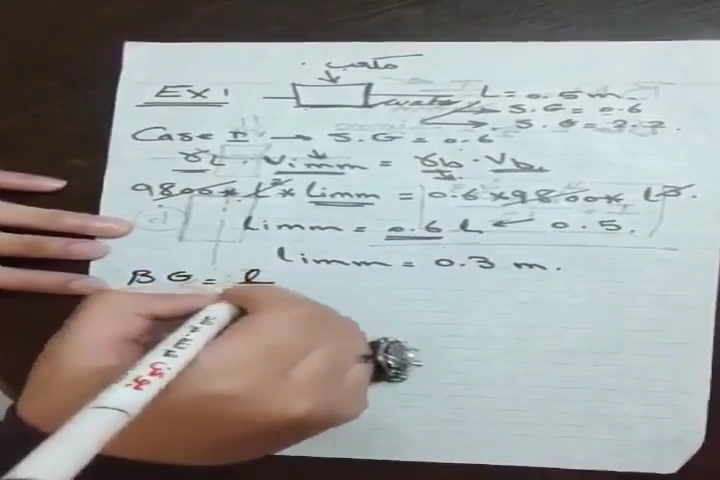 مكعب
EX1 water L = 0.5 m.
S.G = 0.6
S.G = 2.2.
Case I → S.G = 0.6
γL . Vimm = γb . Vb.
9800 * L² * Limm = 0.6 * 9800 * L³.
Limm = 0.6 L ← 0.5.
Limm = 0.3 m.
BG = l